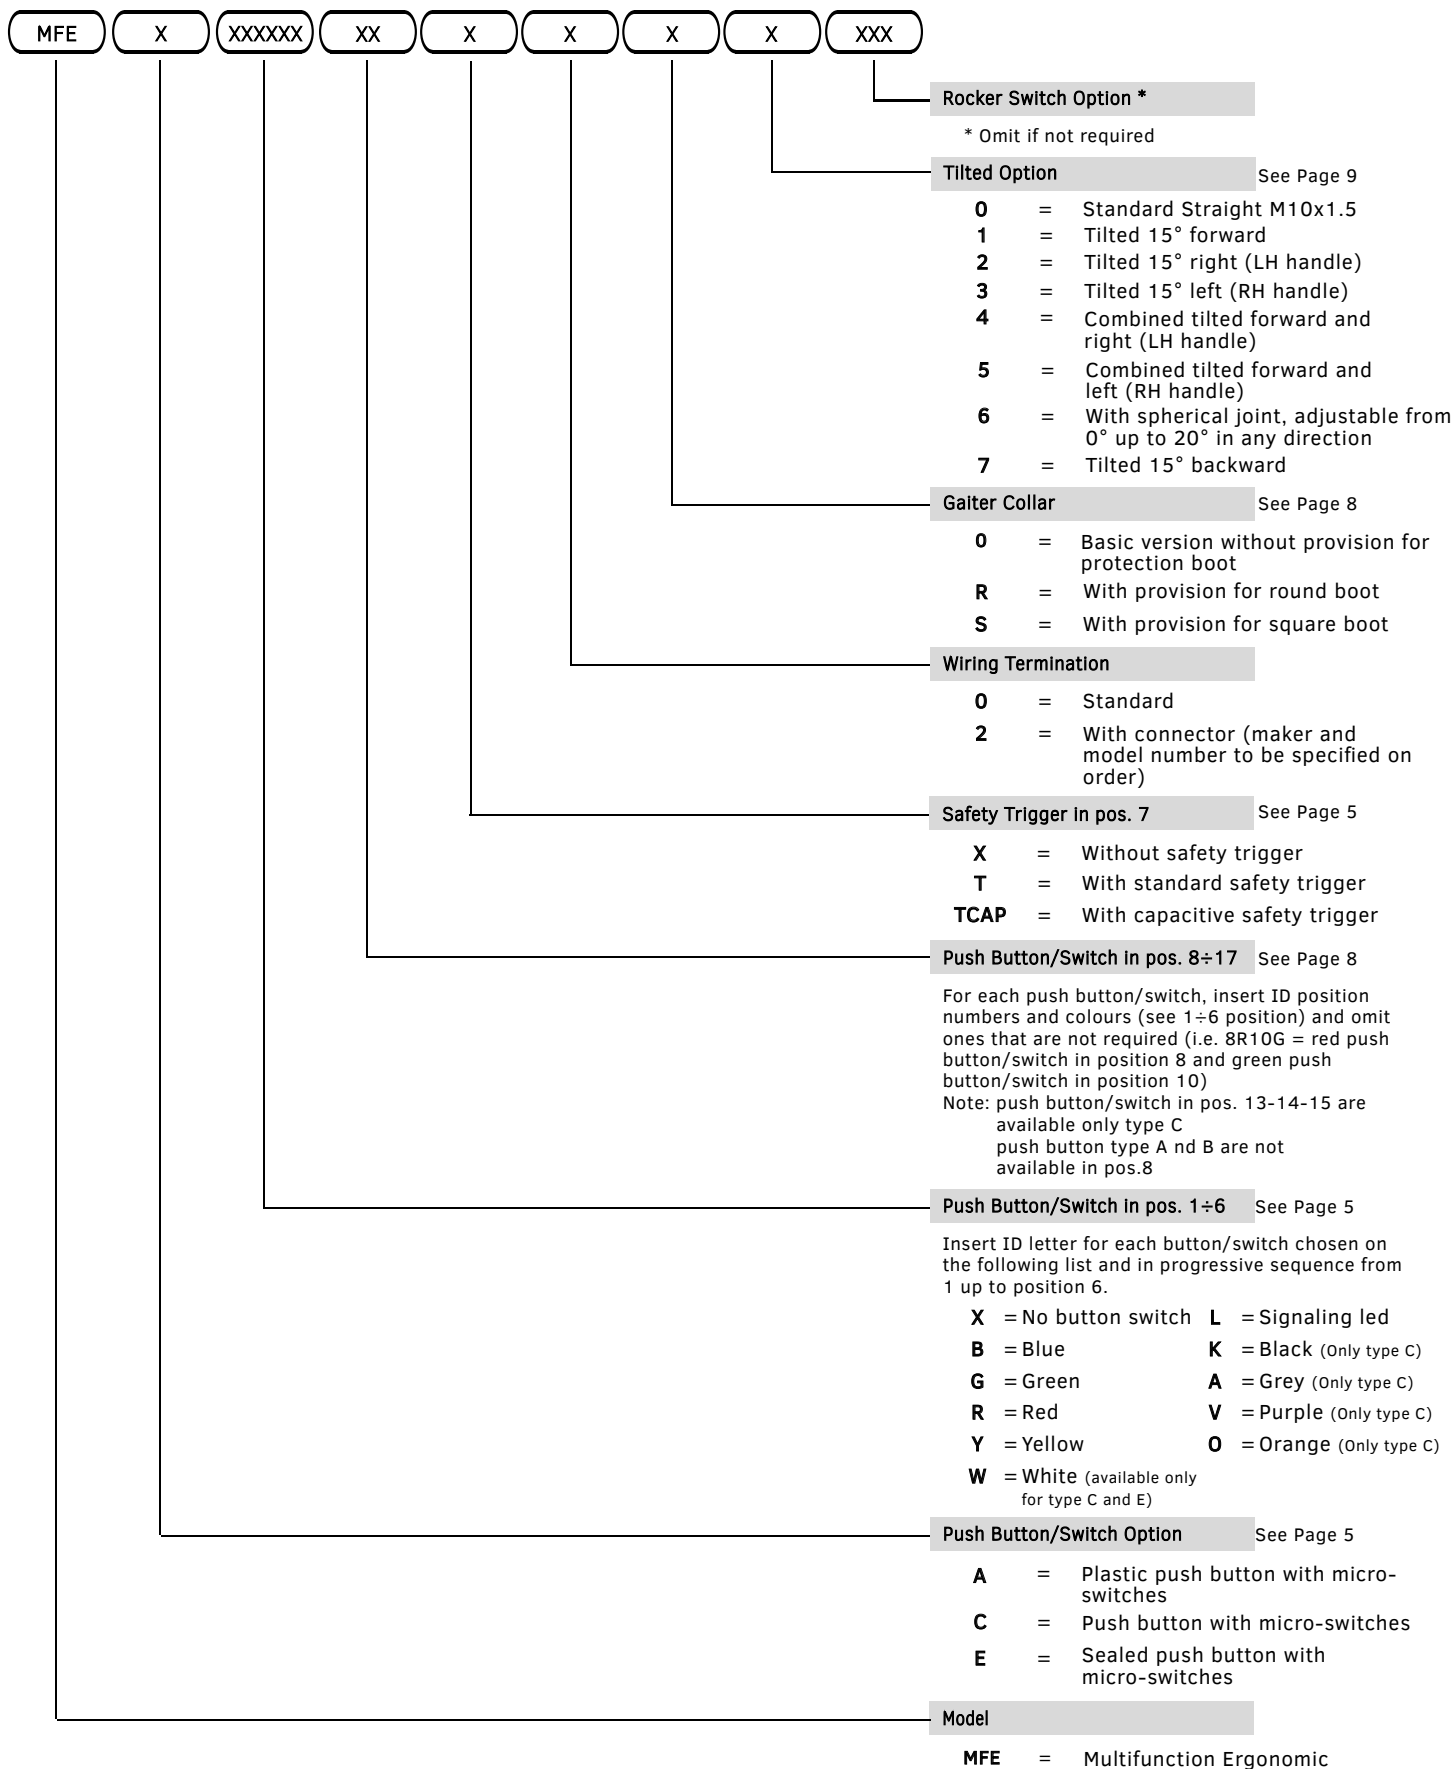 MFE X XXXXXX XX X X X X XXX
Rocker Switch Option *
* Omit if not required
Tilted Option See Page 9
0 = Standard Straight M10x1.5
1 = Tilted 15° forward
2 = Tilted 15° right (LH handle)
3 = Tilted 15° left (RH handle)
4 = Combined tilted forward and
right (LH handle)
5 = Combined tilted forward and
left (RH handle)
6 = With spherical joint, adjustable from
0° up to 20° in any direction
7 = Tilted 15° backward
Gaiter Collar See Page 8
0 = Basic version without provision for
protection boot
R = With provision for round boot
S = With provision for square boot
Wiring Termination
0 = Standard
2 = With connector (maker and
model number to be specified on
order)
Safety Trigger in pos. 7 See Page 5
X = Without safety trigger
T = With standard safety trigger
TCAP = With capacitive safety trigger
Push Button/Switch in pos. 8÷17 See Page 8
For each push button/switch, insert ID position
numbers and colours (see 1÷6 position) and omit
ones that are not required (i.e. 8R10G = red push
button/switch in position 8 and green push
button/switch in position 10)
Note: push button/switch in pos. 13-14-15 are
available only type C
push button type A nd B are not
available in pos.8
Push Button/Switch in pos. 1÷6 See Page 5
Insert ID letter for each button/switch chosen on
the following list and in progressive sequence from
1 up to position 6.
X = No button switch L = Signaling led
B = Blue K = Black (Only type C)
G = Green A = Grey (Only type C)
R = Red V = Purple (Only type C)
Y = Yellow O = Orange (Only type C)
W = White (available only
for type C and E)
Push Button/Switch Option See Page 5
A = Plastic push button with micro-
switches
C = Push button with micro-switches
E = Sealed push button with
micro-switches
Model
MFE = Multifunction Ergonomic